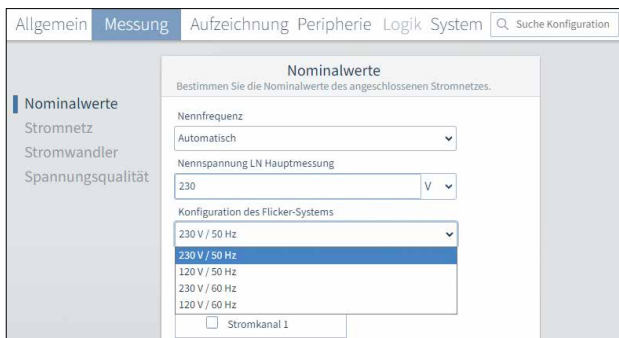 Allgemein Messung Aufzeichnung Peripherie Logik System Suche Konfiguration
Nominalwerte
Stromnetz
Stromwandler
Spannungsqualität
Nominalwerte
Bestimmen Sie die Nominalwerte des angeschlossenen Stromnetzes.
Nennfrequenz
Automatisch
Nennspannung LN Hauptmessung
230 V
Konfiguration des Flicker-Systems
230 V / 50 Hz
230 V / 50 Hz
120 V / 50 Hz
230 V / 60 Hz
120 V / 60 Hz
Stromkanal 1